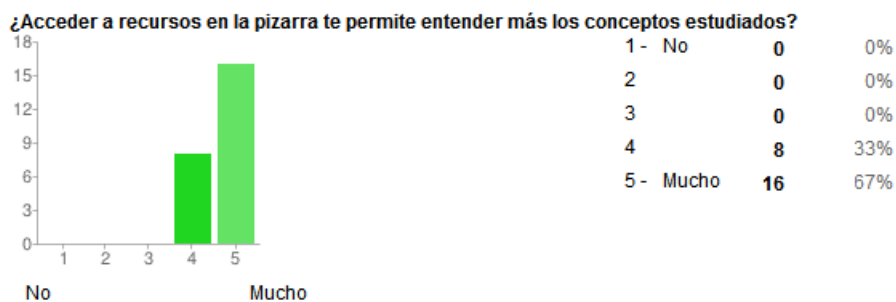 ¿Acceder a recursos en la pizarra te permite entender más los conceptos estudiados?
18
15
12
9
6
3
0
1 2 3 4 5
No Mucho
1 - No 0 0%
2 0 0%
3 0 0%
4 8 33%
5 - Mucho 16 67%